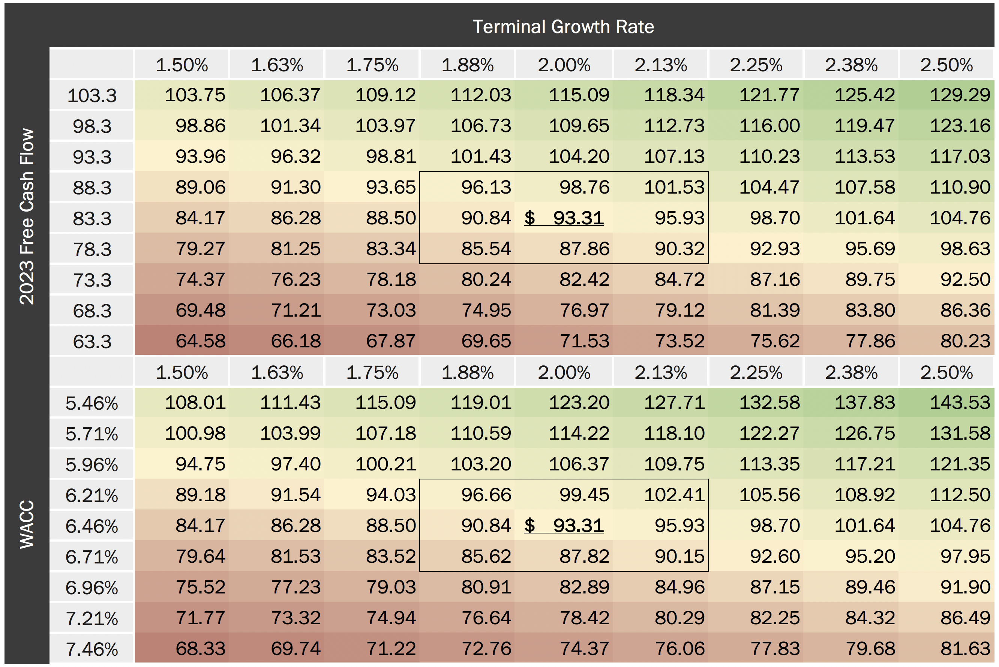 Terminal Growth Rate
1.50% 1.63% 1.75% 1.88% 2.00% 2.13% 2.25% 2.38% 2.50%
2023 Free Cash Flow
103.3 103.75 106.37 109.12 112.03 115.09 118.34 121.77 125.42 129.29
98.3 98.86 101.34 103.97 106.73 109.65 112.73 116.00 119.47 123.16
93.3 93.96 96.32 98.81 101.43 104.20 107.13 110.23 113.53 117.03
88.3 89.06 91.30 93.65 96.13 98.76 101.53 104.47 107.58 110.90
83.3 84.17 86.28 88.50 90.84 $ 93.31 95.93 98.70 101.64 104.76
78.3 79.27 81.25 83.34 85.54 87.86 90.32 92.93 95.69 98.63
73.3 74.37 76.23 78.18 80.24 82.42 84.72 87.16 89.75 92.50
68.3 69.48 71.21 73.03 74.95 76.97 79.12 81.39 83.80 86.36
63.3 64.58 66.18 67.87 69.65 71.53 73.52 75.62 77.86 80.23
1.50% 1.63% 1.75% 1.88% 2.00% 2.13% 2.25% 2.38% 2.50%
WACC
5.46% 108.01 111.43 115.09 119.01 123.20 127.71 132.58 137.83 143.53
5.71% 100.98 103.99 107.18 110.59 114.22 118.10 122.27 126.75 131.58
5.96% 94.75 97.40 100.21 103.20 106.37 109.75 113.35 117.21 121.35
6.21% 89.18 91.54 94.03 96.66 99.45 102.41 105.56 108.92 112.50
6.46% 84.17 86.28 88.50 90.84 $ 93.31 95.93 98.70 101.64 104.76
6.71% 79.64 81.53 83.52 85.62 87.82 90.15 92.60 95.20 97.95
6.96% 75.52 77.23 79.03 80.91 82.89 84.96 87.15 89.46 91.90
7.21% 71.77 73.32 74.94 76.64 78.42 80.29 82.25 84.32 86.49
7.46% 68.33 69.74 71.22 72.76 74.37 76.06 77.83 79.68 81.63